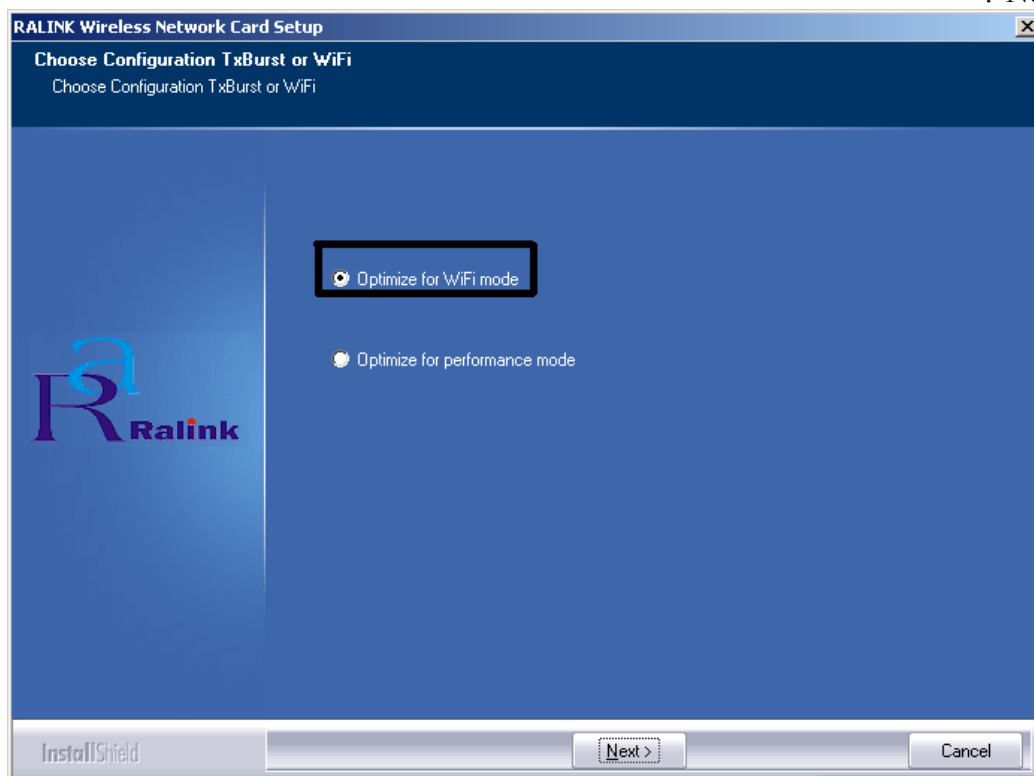 RALINK Wireless Network Card Setup
Choose Configuration TxBurst or WiFi
Choose Configuration TxBurst or WiFi
Optimize for WiFi mode
Optimize for performance mode
Ra
Ralink
InstallShield
Next >
Cancel